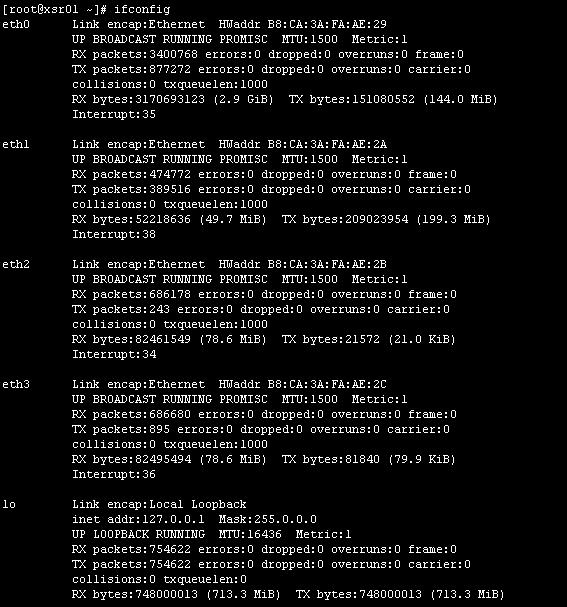 [root@xsr01 ~]# ifconfig
eth0 Link encap:Ethernet HWaddr B8:CA:3A:FA:AE:29
UP BROADCAST RUNNING PROMISC MTU:1500 Metric:1
RX packets:3400768 errors:0 dropped:0 overruns:0 frame:0
TX packets:877272 errors:0 dropped:0 overruns:0 carrier:0
collisions:0 txqueuelen:1000
RX bytes:3170693123 (2.9 GiB) TX bytes:151080552 (144.0 MiB)
Interrupt:35
eth1 Link encap:Ethernet HWaddr B8:CA:3A:FA:AE:2A
UP BROADCAST RUNNING PROMISC MTU:1500 Metric:1
RX packets:474772 errors:0 dropped:0 overruns:0 frame:0
TX packets:389516 errors:0 dropped:0 overruns:0 carrier:0
collisions:0 txqueuelen:1000
RX bytes:52218636 (49.7 MiB) TX bytes:209023954 (199.3 MiB)
Interrupt:38
eth2 Link encap:Ethernet HWaddr B8:CA:3A:FA:AE:2B
UP BROADCAST RUNNING PROMISC MTU:1500 Metric:1
RX packets:686178 errors:0 dropped:0 overruns:0 frame:0
TX packets:243 errors:0 dropped:0 overruns:0 carrier:0
collisions:0 txqueuelen:1000
RX bytes:82461549 (78.6 MiB) TX bytes:21572 (21.0 KiB)
Interrupt:34
eth3 Link encap:Ethernet HWaddr B8:CA:3A:FA:AE:2C
UP BROADCAST RUNNING PROMISC MTU:1500 Metric:1
RX packets:686680 errors:0 dropped:0 overruns:0 frame:0
TX packets:895 errors:0 dropped:0 overruns:0 carrier:0
collisions:0 txqueuelen:1000
RX bytes:82495494 (78.6 MiB) TX bytes:81840 (79.9 KiB)
Interrupt:36
lo Link encap:Local Loopback
inet addr:127.0.0.1 Mask:255.0.0.0
UP LOOPBACK RUNNING MTU:16436 Metric:1
RX packets:754622 errors:0 dropped:0 overruns:0 frame:0
TX packets:754622 errors:0 dropped:0 overruns:0 carrier:0
collisions:0 txqueuelen:0
RX bytes:748000013 (713.3 MiB) TX bytes:748000013 (713.3 MiB)